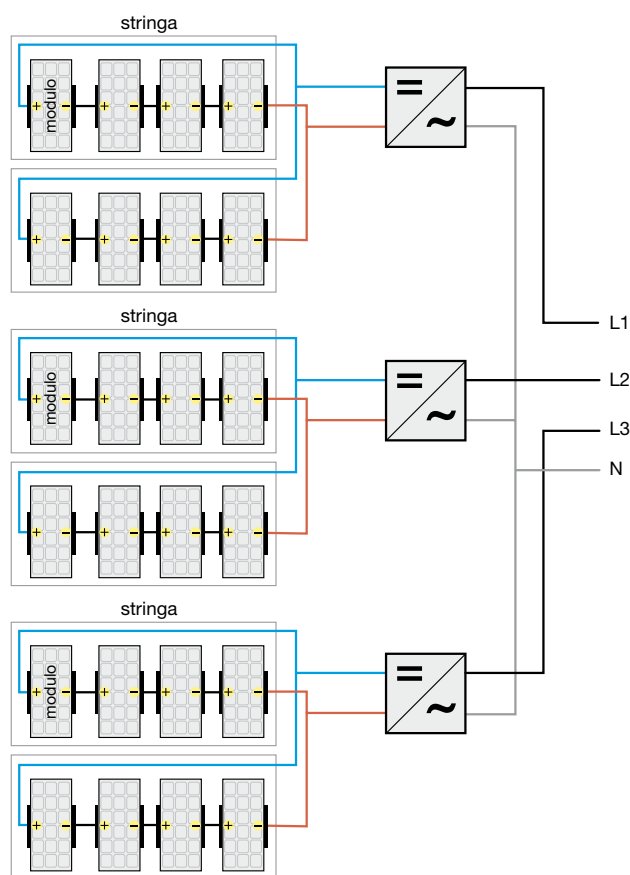 stringa
modulo
+ − + − + − + −
+ − + − + − + −
= ~
L1
stringa
modulo
+ − + − + − + −
+ − + − + − + −
= ~
L2
L3
N
stringa
modulo
+ − + − + − + −
+ − + − + − + −
= ~